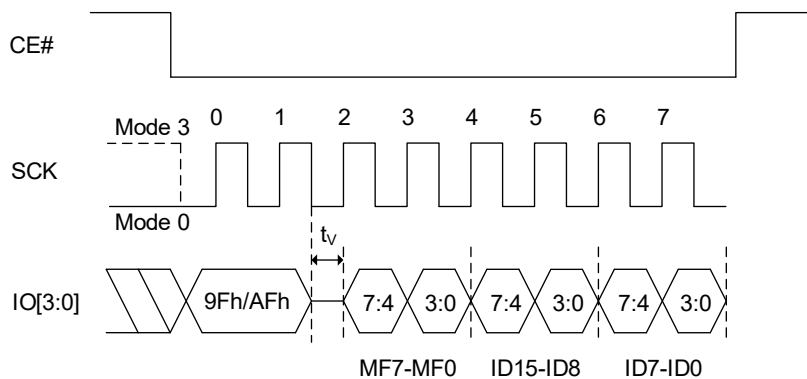 CE#
0 1 2 3 4 5 6 7
Mode 3
SCK
Mode 0
tV
IO[3:0] 9Fh/AFh 7:4 3:0 7:4 3:0 7:4 3:0
MF7-MF0 ID15-ID8 ID7-ID0